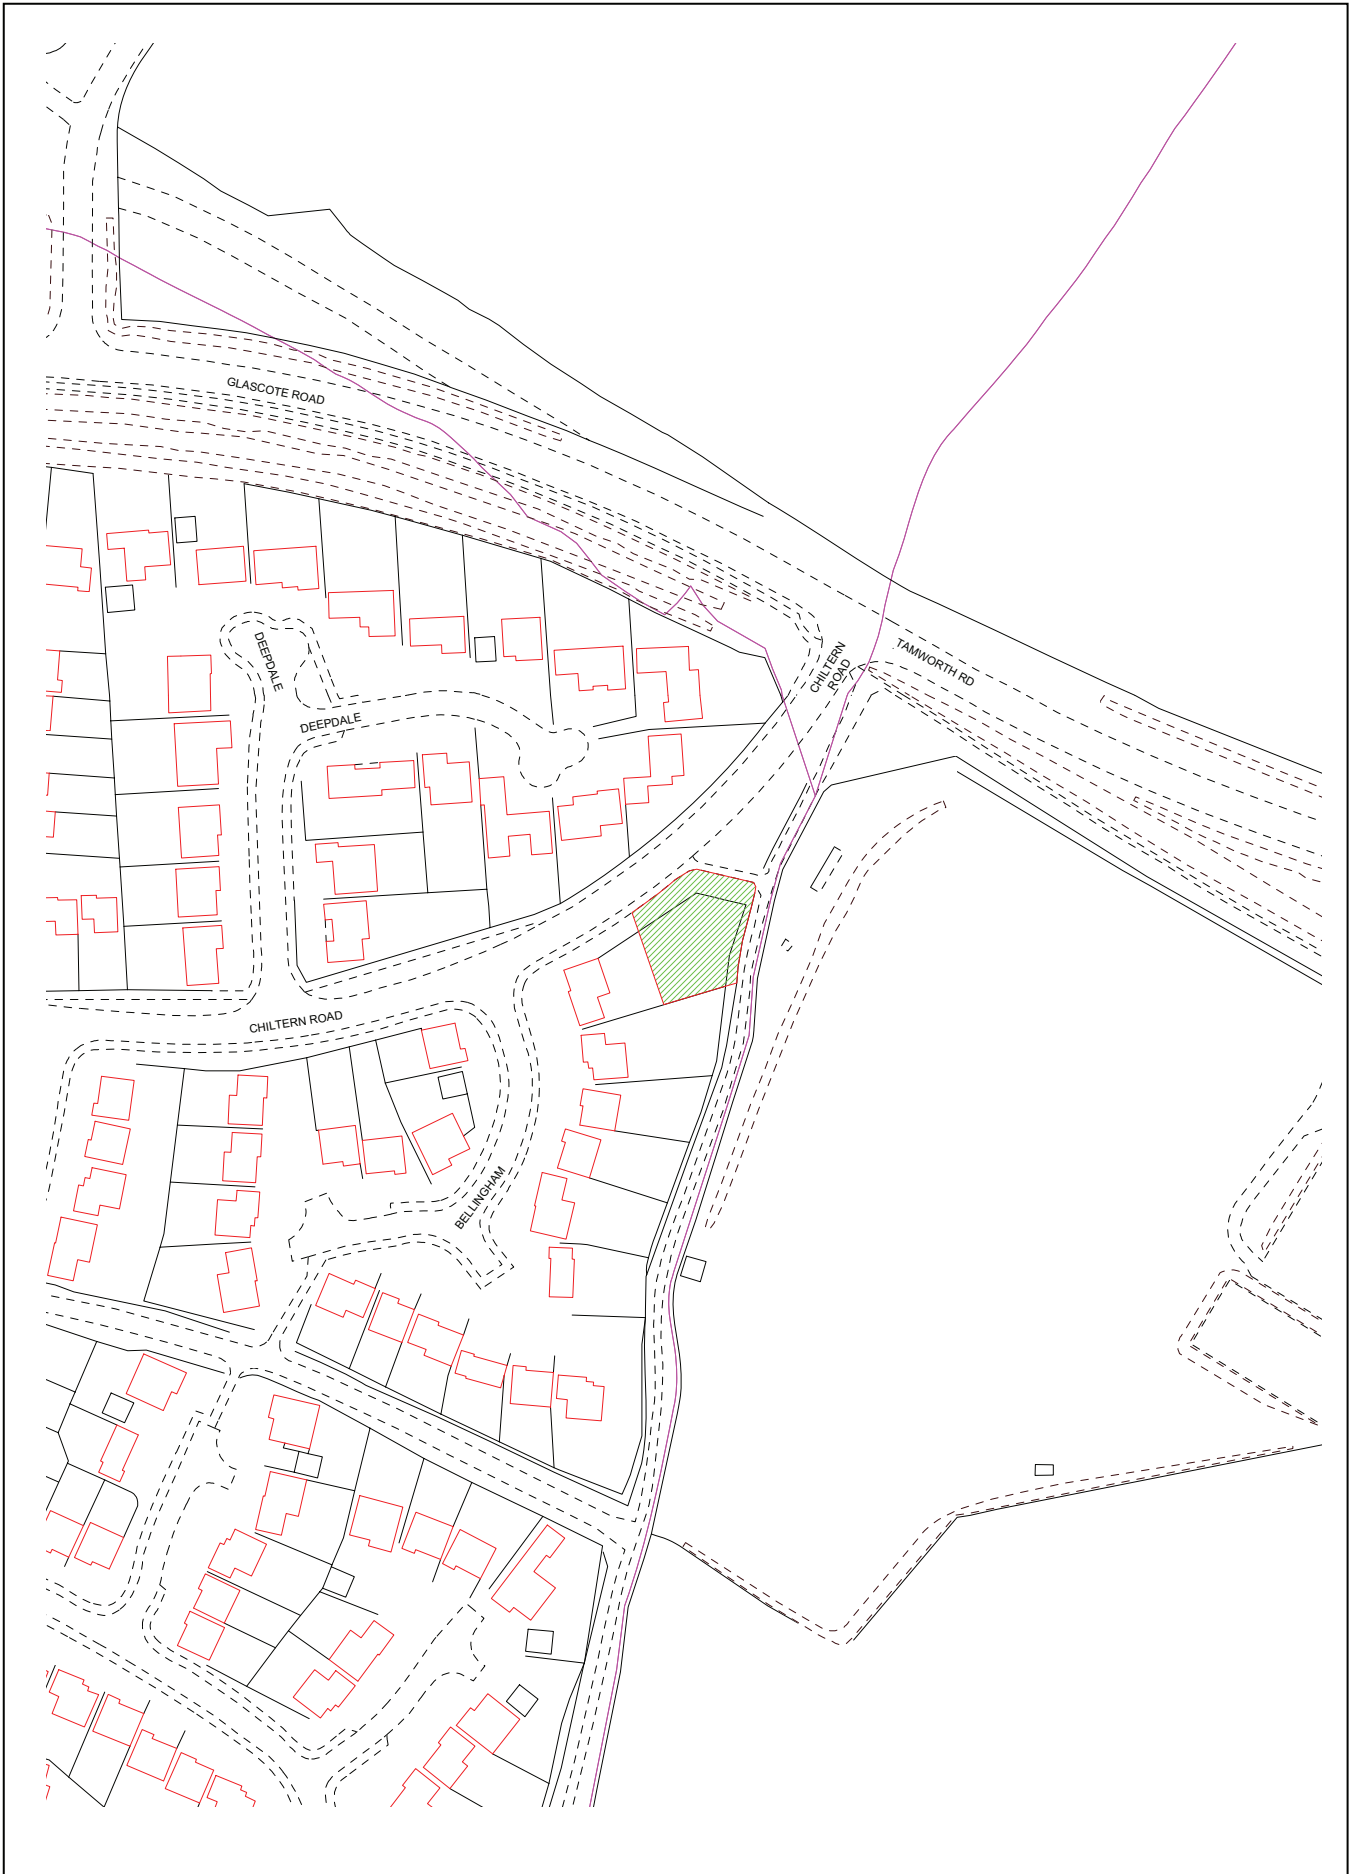 GLASCOTE ROAD
DEEPDALE
CHILTERN
ROAD
TAMWORTH RD
DEEPDALE
CHILTERN ROAD
BELLINGHAM